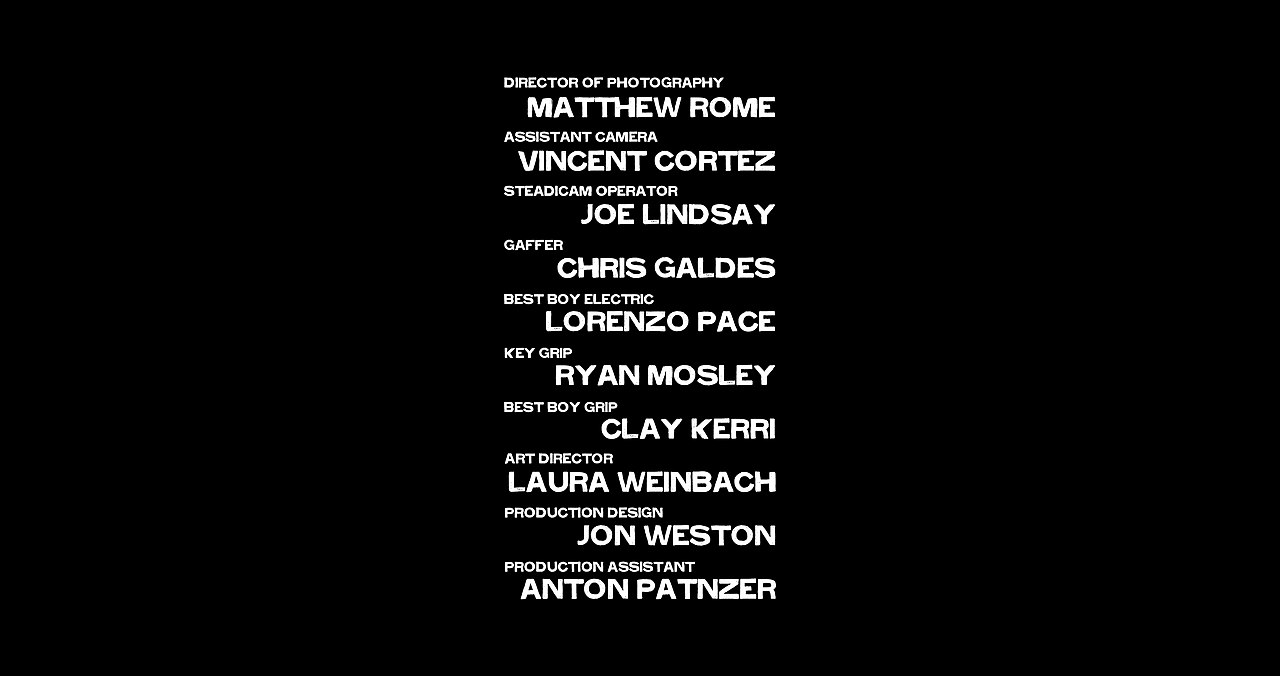 DIRECTOR OF PHOTOGRAPHY
MATTHEW ROME
ASSISTANT CAMERA
VINCENT CORTEZ
STEADICAM OPERATOR
JOE LINDSAY
GAFFER
CHRIS GALDES
BEST BOY ELECTRIC
LORENZO PACE
KEY GRIP
RYAN MOSLEY
BEST BOY GRIP
CLAY KERRI
ART DIRECTOR
LAURA WEINBACH
PRODUCTION DESIGN
JON WESTON
PRODUCTION ASSISTANT
ANTON PATNZER